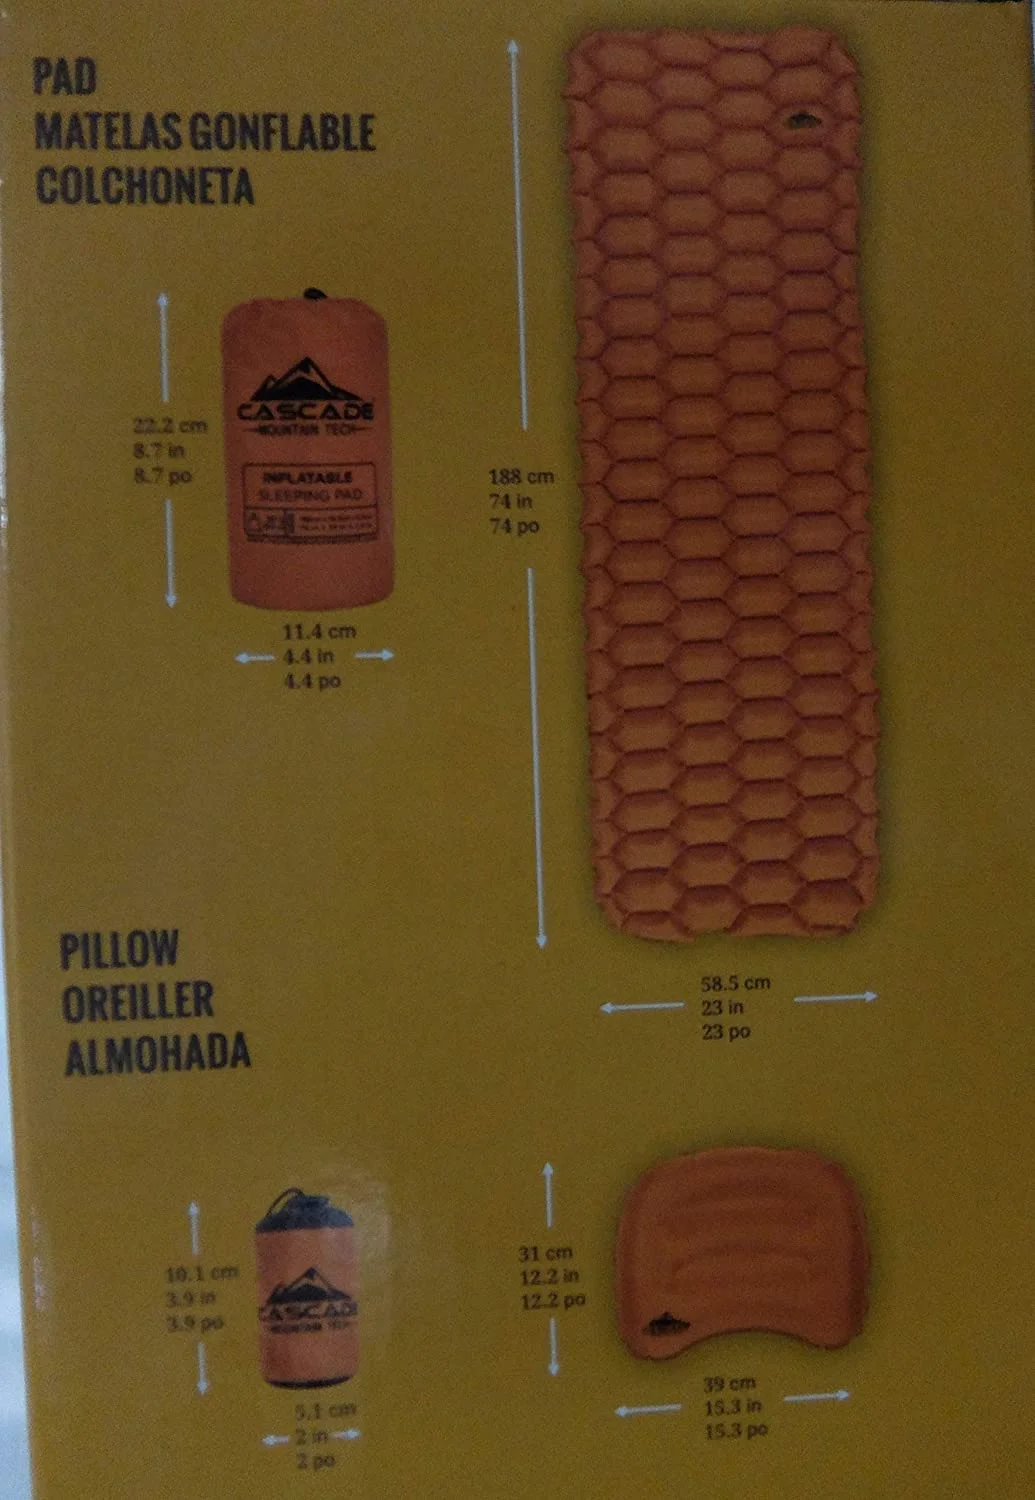 PAD
MATELAS GONFLABLE
COLCHONETA
22.2 cm
8.7 in
8.7 po
CASCADE
MOUNTAIN TECH
INFLATABLE
SLEEPING PAD
11.4 cm
4.4 in
4.4 po
188 cm
74 in
74 po
58.5 cm
23 in
23 po
PILLOW
OREILLER
ALMOHADA
10.1 cm
3.9 in
3.9 po
CASCADE
MOUNTAIN TECH
5.1 cm
2 in
2 po
31 cm
12.2 in
12.2 po
39 cm
15.3 in
15.3 po